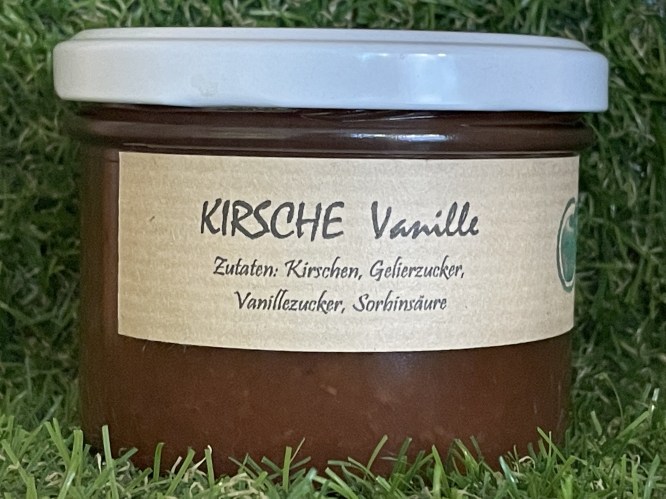 KIRSCHE Vanille
Zutaten: Kirschen, Gelierzucker,
Vanillezucker, Sorbinsäure